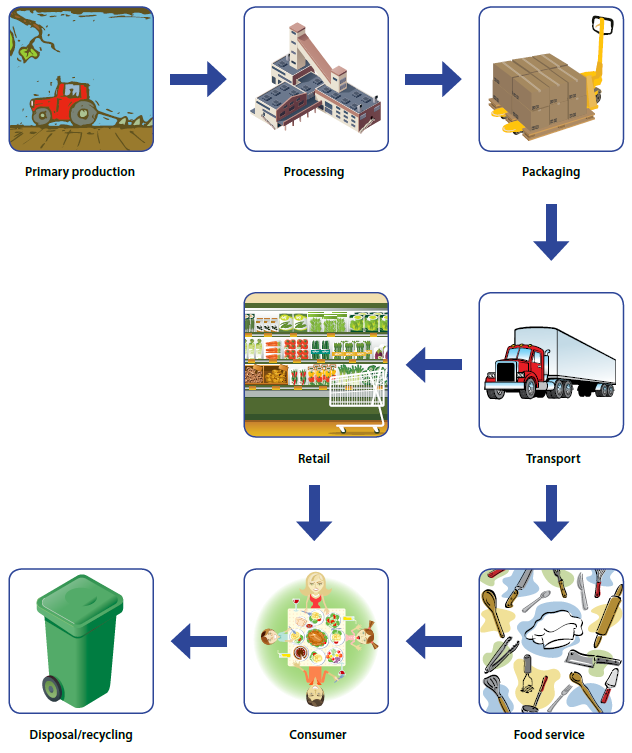 Primary production
Processing
Packaging
Retail
Transport
Disposal/recycling
Consumer
Food service